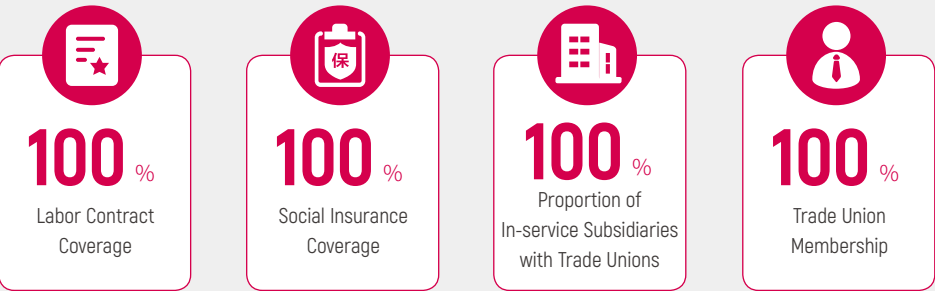 100 %
Labor Contract
Coverage
保
100 %
Social Insurance
Coverage
100 %
Proportion of
In-service Subsidiaries
with Trade Unions
100 %
Trade Union
Membership